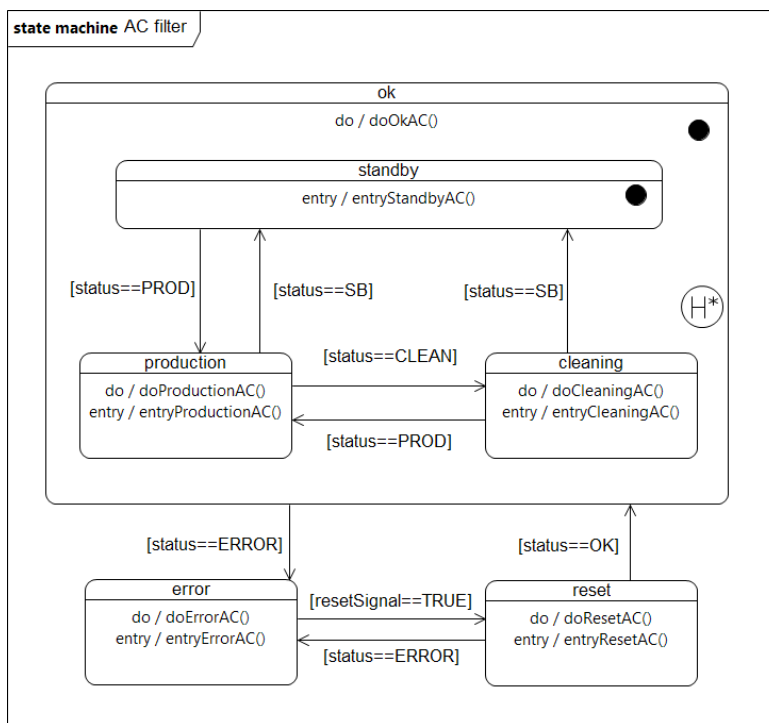 state machine AC filter
ok
do / doOkAC()
standby
entry / entryStandbyAC()
[status==PROD]
[status==SB]
[status==SB]
H*
production
do / doProductionAC()
entry / entryProductionAC()
[status==CLEAN]
[status==PROD]
cleaning
do / doCleaningAC()
entry / entryCleaningAC()
[status==ERROR]
[status==OK]
error
do / doErrorAC()
entry / entryErrorAC()
[resetSignal==TRUE]
[status==ERROR]
reset
do / doResetAC()
entry / entryResetAC()